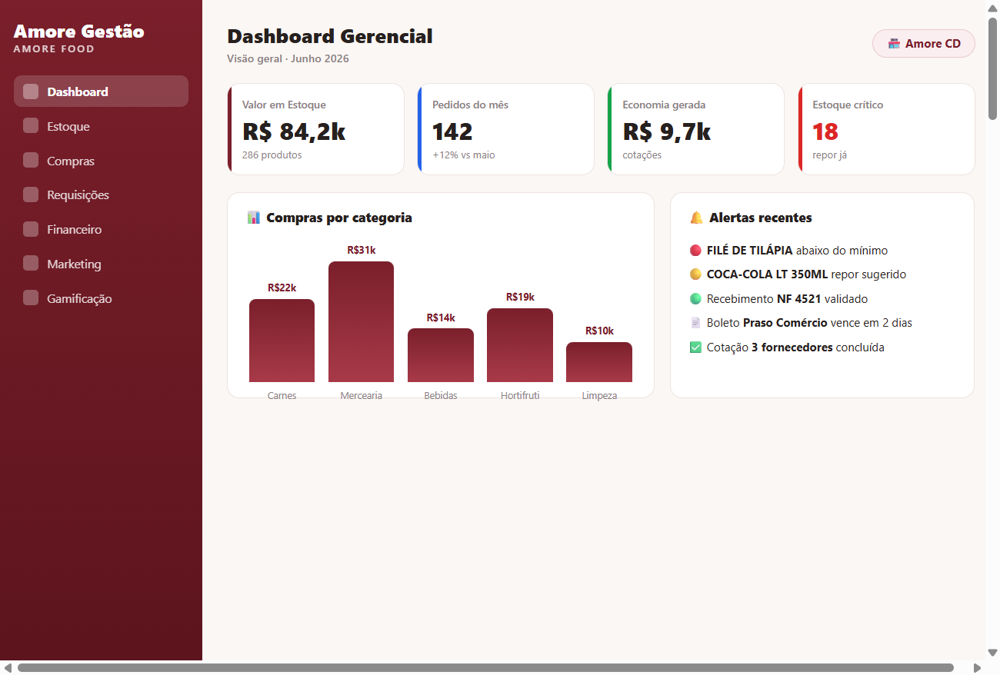 Amore Gestão
AMORE FOOD
Dashboard
Estoque
Compras
Requisições
Financeiro
Marketing
Gamificação
Dashboard Gerencial
Visão geral · Junho 2026
Amore CD
Valor em Estoque
R$ 84,2k
286 produtos
Pedidos do mês
142
+12% vs maio
Economia gerada
R$ 9,7k
cotações
Estoque crítico
18
repor já
Compras por categoria
R$22k
R$31k
R$14k
R$19k
R$10k
Carnes
Mercearia
Bebidas
Hortifruti
Limpeza
Alertas recentes
FILÉ DE TILÁPIA abaixo do mínimo
COCA-COLA LT 350ML repor sugerido
Recebimento NF 4521 validado
Boleto Praso Comércio vence em 2 dias
Cotação 3 fornecedores concluída